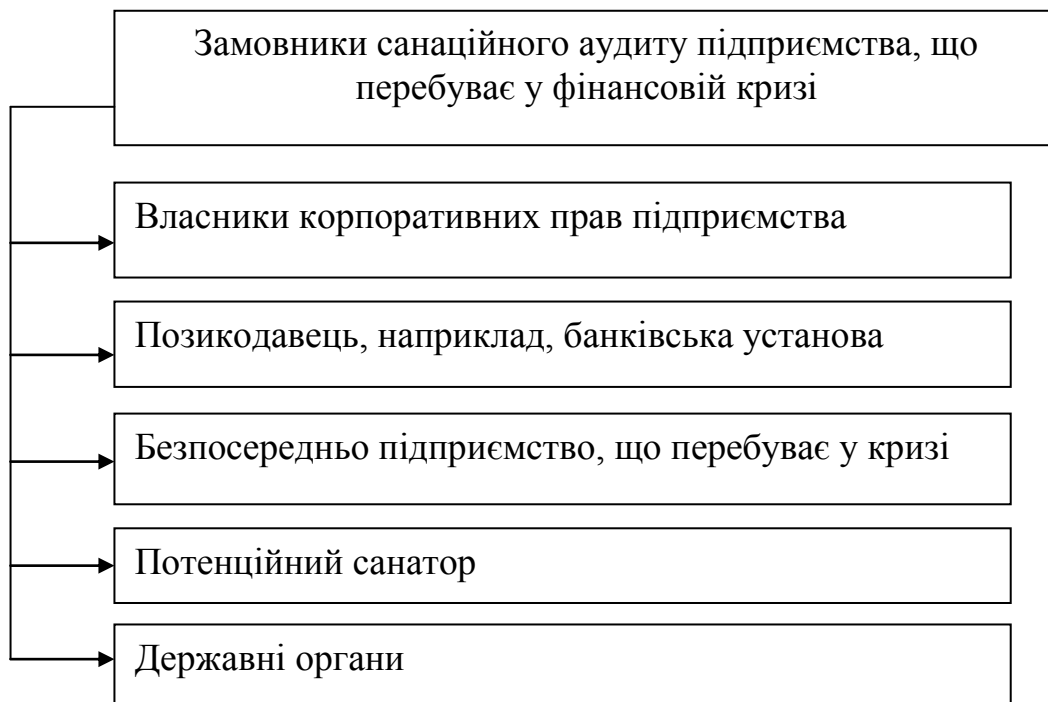 Замовники санаційного аудиту підприємства, що
перебуває у фінансовій кризі
Власники корпоративних прав підприємства
Позикодавець, наприклад, банківська установа
Безпосередньо підприємство, що перебуває у кризі
Потенційний санатор
Державні органи